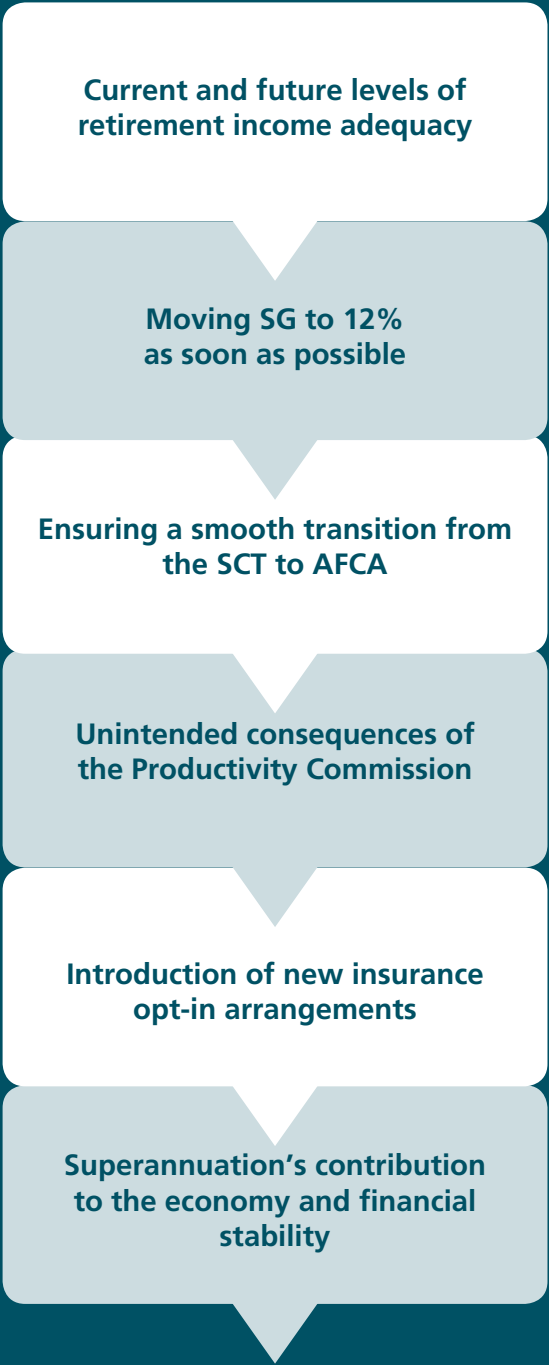 Current and future levels of
retirement income adequacy
Moving SG to 12%
as soon as possible
Ensuring a smooth transition from
the SCT to AFCA
Unintended consequences of
the Productivity Commission
Introduction of new insurance
opt-in arrangements
Superannuation’s contribution
to the economy and financial
stability